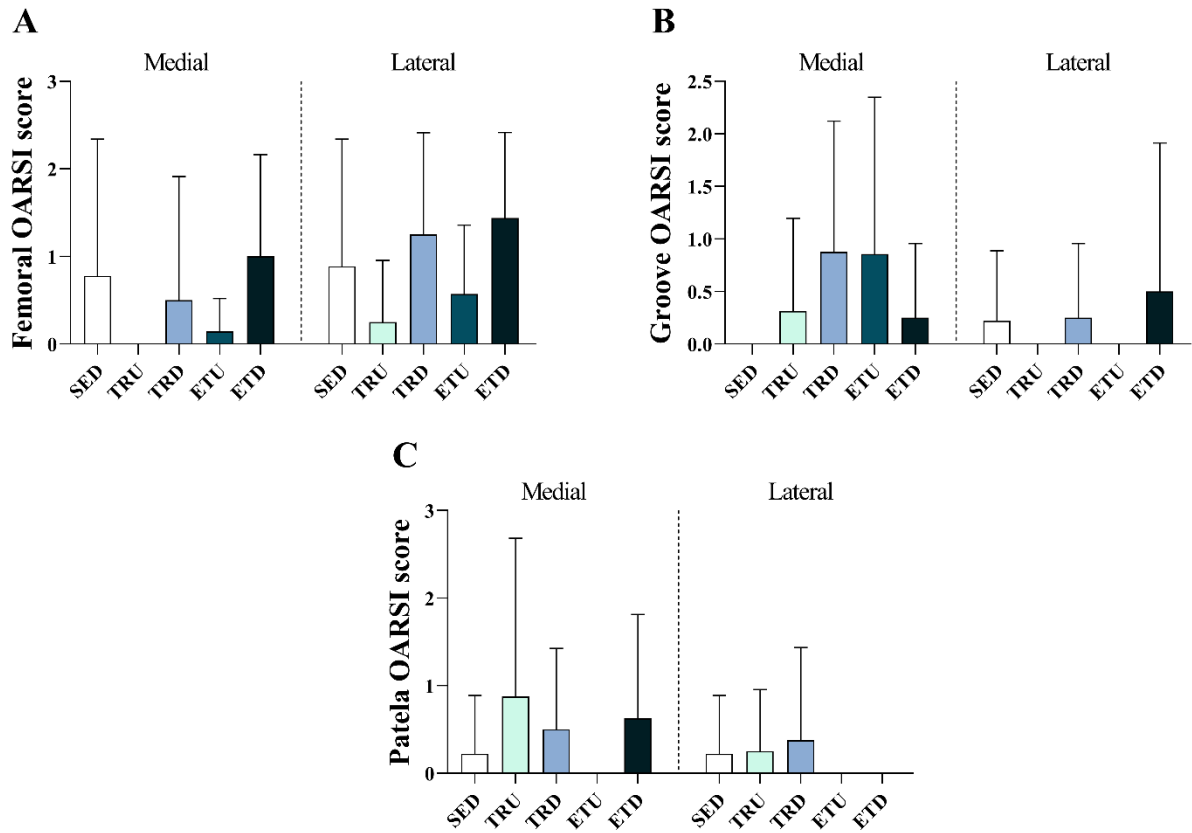 A
Medial Lateral
Femoral OARSI score
3
2
1
0
SED TRU TRD ETU ETD SED TRU TRD ETU ETD
B
Medial Lateral
Groove OARSI score
2.5
2.0
1.5
1.0
0.5
0.0
SED TRU TRD ETU ETD SED TRU TRD ETU ETD
C
Medial Lateral
Patela OARSI score
3
2
1
0
SED TRU TRD ETU ETD SED TRU TRD ETU ETD